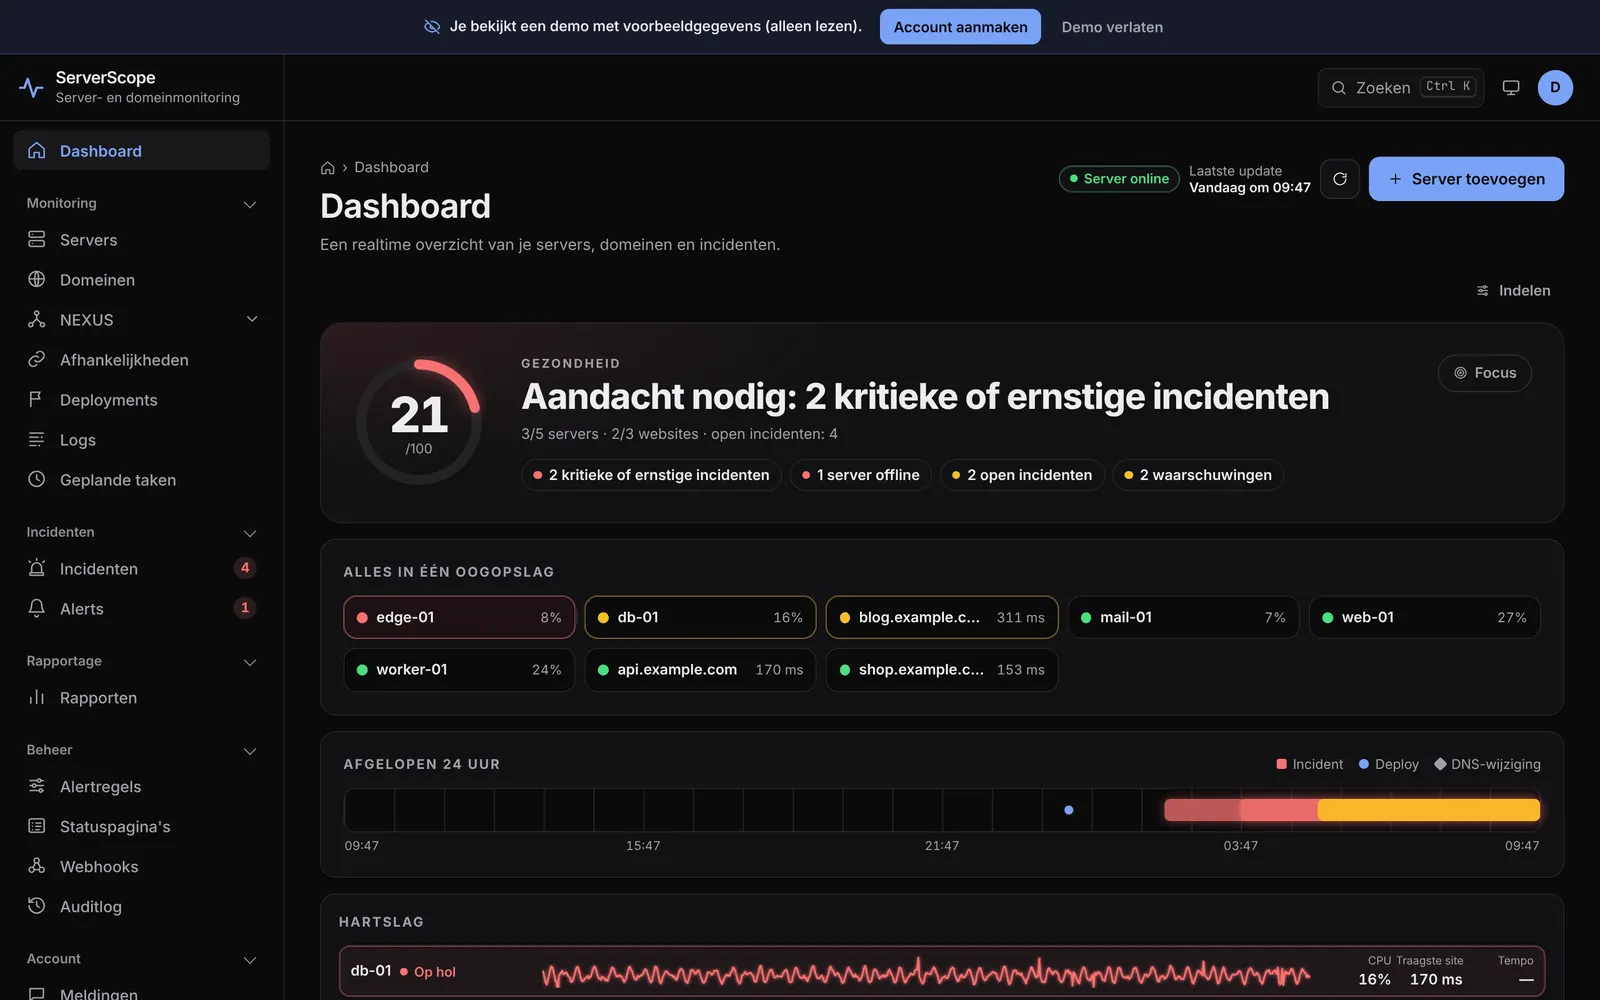 Je bekijkt een demo met voorbeeldgegevens (alleen lezen).
Account aanmaken
Demo verlaten
ServerScope
Server- en domeinmonitoring
Zoeken
Ctrl K
D
Dashboard
Monitoring
Servers
Domeinen
NEXUS
Afhankelijkheden
Deployments
Logs
Geplande taken
Incidenten
Incidenten 4
Alerts 1
Rapportage
Rapporten
Beheer
Alertregels
Statuspagina's
Webhooks
Auditlog
Account
Meldingen
Dashboard
Dashboard
Een realtime overzicht van je servers, domeinen en incidenten.
Server online
Laatste update
Vandaag om 09:47
Server toevoegen
Indelen
21
/100
GEZONDHEID
Aandacht nodig: 2 kritieke of ernstige incidenten
3/5 servers · 2/3 websites · open incidenten: 4
2 kritieke of ernstige incidenten
1 server offline
2 open incidenten
2 waarschuwingen
Focus
ALLES IN ÉÉN OOGOPSLAG
edge-01 8%
db-01 16%
blog.example.c... 311 ms
mail-01 7%
web-01 27%
worker-01 24%
api.example.com 170 ms
shop.example.c... 153 ms
AFGELOPEN 24 UUR
Incident
Deploy
DNS-wijziging
09:47
15:47
21:47
03:47
09:47
HARTSLAG
db-01
Op hol
CPU
16%
Traagste site
170 ms
Tempo
—